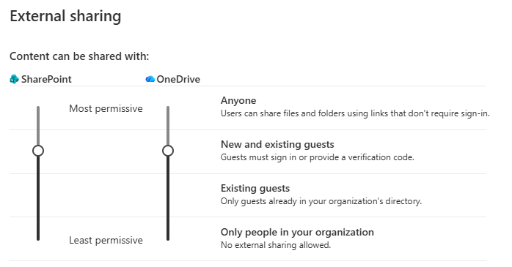 External sharing
Content can be shared with:
SharePoint
OneDrive
Most permissive
Anyone
Users can share files and folders using links that don't require sign-in.
New and existing guests
Guests must sign in or provide a verification code.
Existing guests
Only guests already in your organization's directory.
Least permissive
Only people in your organization
No external sharing allowed.